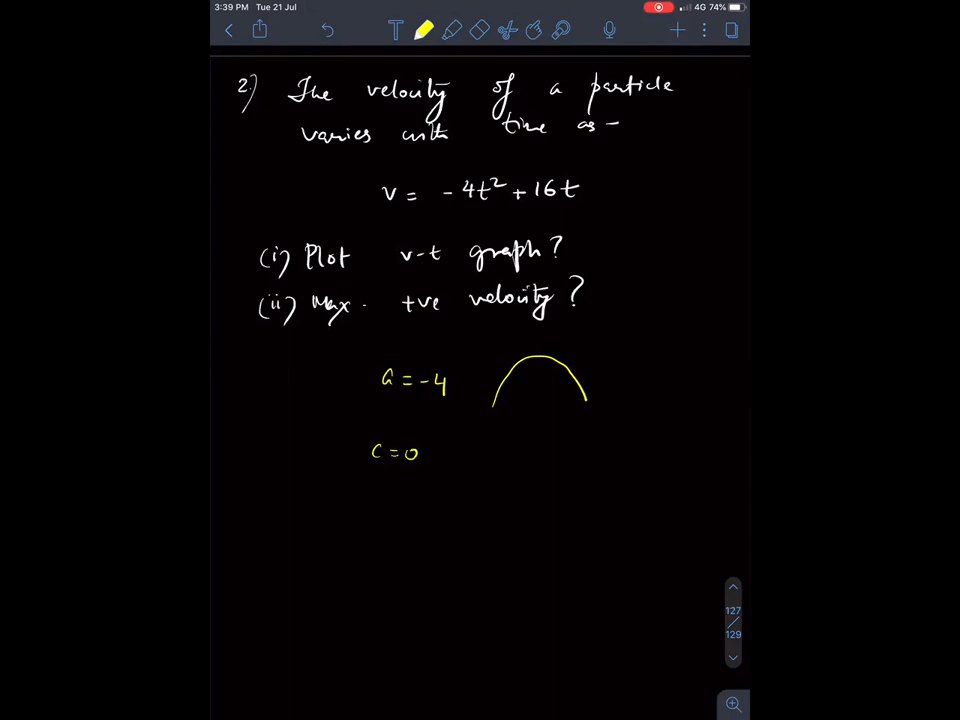 3:39 PM Tue 21 Jul 4G 74%
T
2) The velocity of a particle
varies with time as -
v = - 4t² + 16t
(i) Plot v-t graph?
(ii) Max. +ve velocity?
a = -4
c = 0
127
129